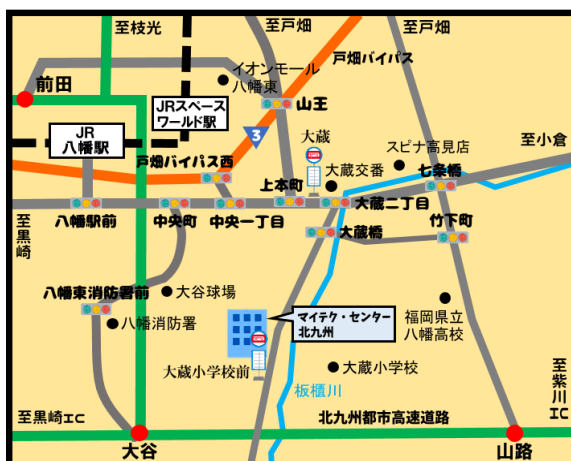 至枝光
至戸畑
至戸畑
戸畑バイパス
イオンモール
八幡東
前田
JRスペース
ワールド駅
山王
3
JR
八幡駅
大蔵
スピナ高見店
至小倉
戸畑バイパス西
大蔵交番
七条橋
上本町
至黒崎
八幡駅前
中央町
中央一丁目
大蔵二丁目
竹下町
大蔵橋
八幡東消防署前
大谷球場
マイテク・センター
北九州
八幡消防署
福岡県立
八幡高校
大蔵小学校前
大蔵小学校
板櫃川
至紫川IC
至黒崎IC
北九州都市高速道路
大谷
山路